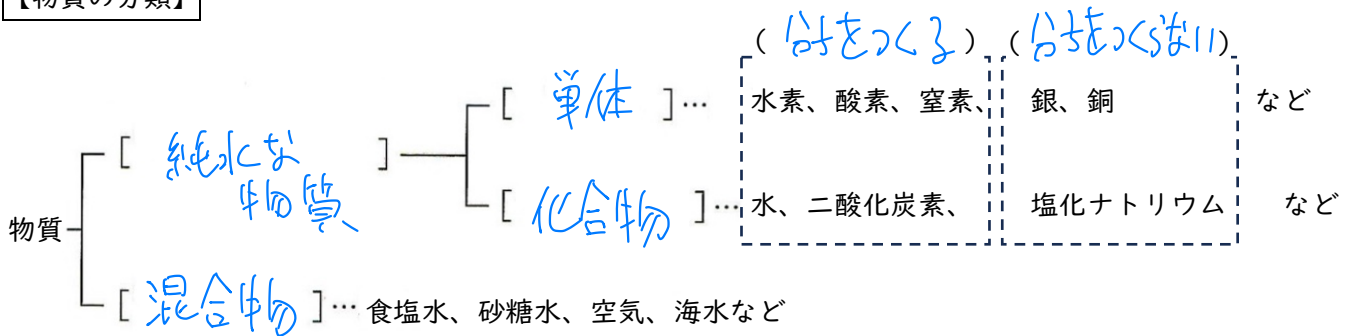 【物質の分類】
(分子をつくる) (分子をつくらない)
[ 単体 ]… 水素、酸素、窒素、 銀、銅 など
[ 純水な
物質 ]
[ 化合物 ]… 水、二酸化炭素、 塩化ナトリウム など
物質
[ 混合物 ]… 食塩水、砂糖水、空気、海水など